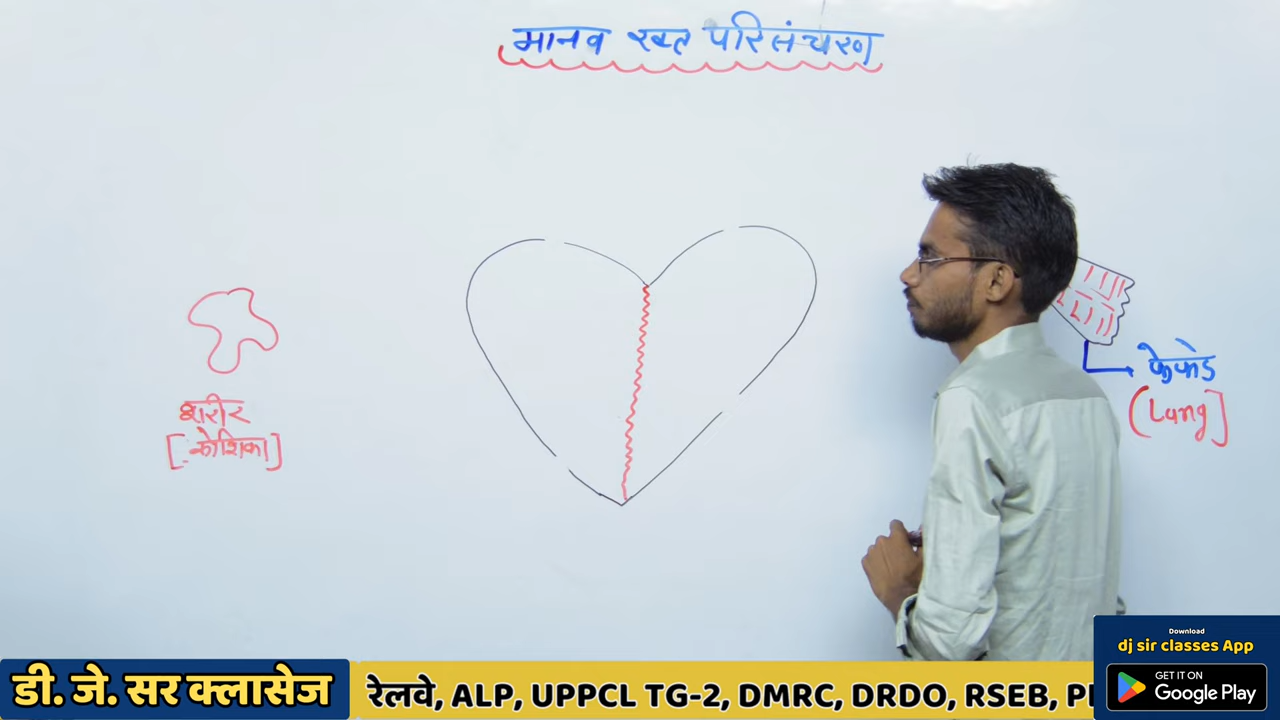 मानव रक्त परिसंचरण
शरीर
[कोशिका]
फेफडे
(Lung]
डी. जे. सर क्लासेज
रेलवे, ALP, UPPCL TG-2, DMRC, DRDO, RSEB,
Download
dj sir classes App
GET IT ON
Google Play